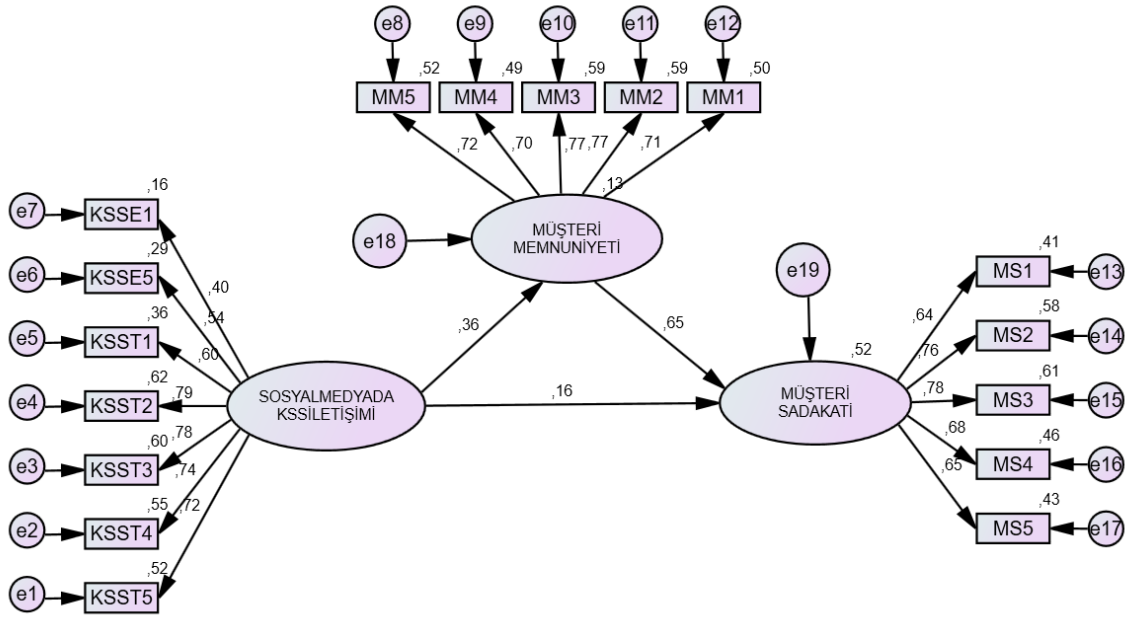 e8 e9 e10 e11 e12
,52 ,49 ,59 ,59 ,50
MM5 MM4 MM3 MM2 MM1
,72 ,70 ,77 ,77 ,71
,13
MÜŞTERİ
MEMNUNİYETİ
e18
e7 KSSE1 ,16
e6 KSSE5 ,29
e5 KSST1 ,36
e4 KSST2 ,62
e3 KSST3 ,60
e2 KSST4 ,55
e1 KSST5 ,52
,40
,54
,60
,79
,78
,74
,72
SOSYALMEDYADA
KSSİLETİŞİMİ
,36
,65
,16
e19
,52
MÜŞTERİ
SADAKATİ
,64
,76
,78
,68
,65
,41 MS1 e13
,58 MS2 e14
,61 MS3 e15
,46 MS4 e16
,43 MS5 e17